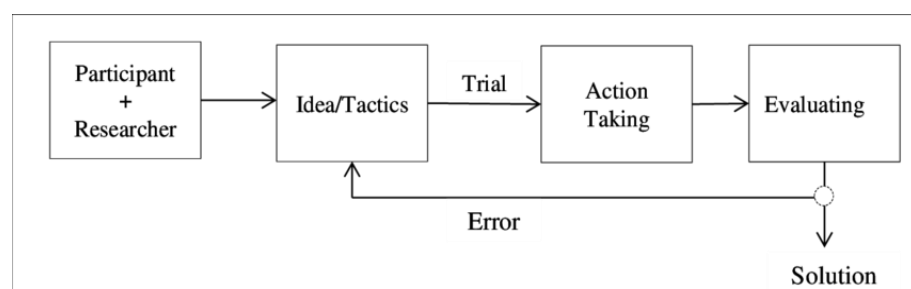 Participant
+
Researcher
Idea/Tactics
Trial
Action
Taking
Evaluating
Error
Solution